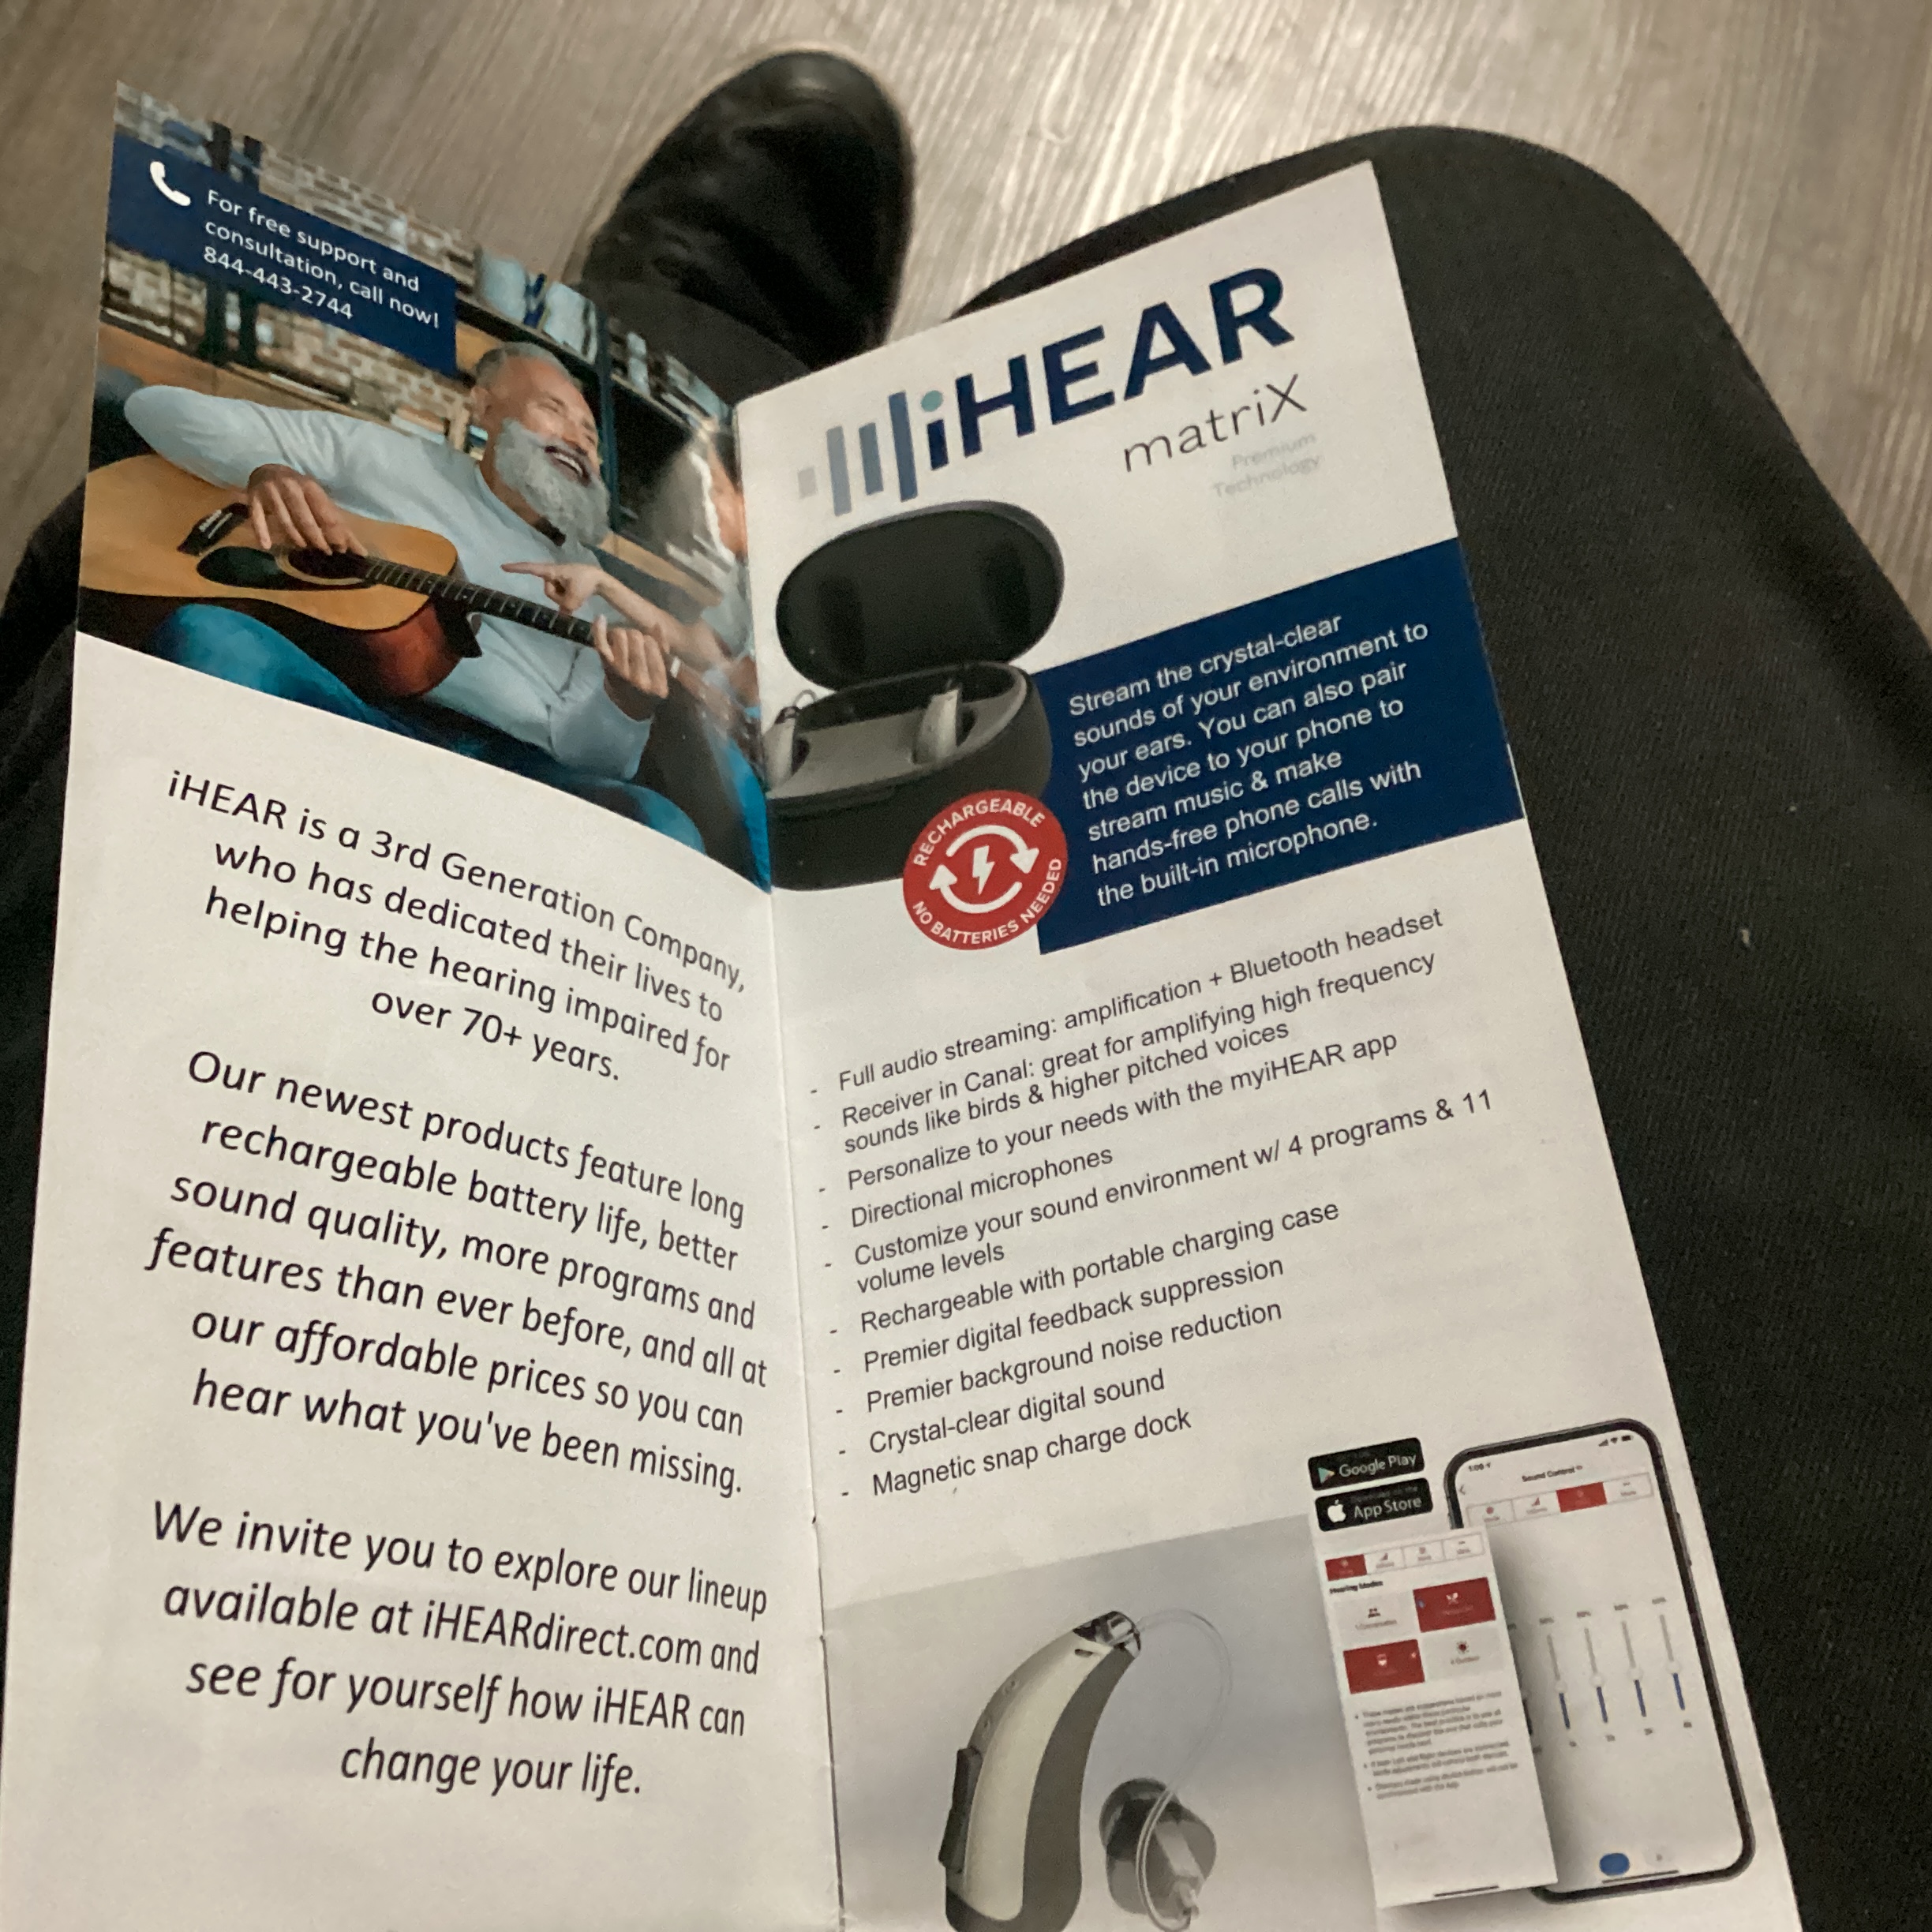 For free support and
consultation, call now!
844-443-2744
iHEAR is a 3rd Generation Company,
who has dedicated their lives to
helping the hearing impaired for
over 70+ years.
Our newest products feature long
rechargeable battery life, better
sound quality, more programs and
features than ever before, and all at
our affordable prices so you can
hear what you've been missing.
We invite you to explore our lineup
available at iHEARdirect.com and
see for yourself how iHEAR can
change your life.
iHEAR
matriX
Premium
Technology
Stream the crystal-clear
sounds of your environment to
your ears. You can also pair
the device to your phone to
stream music & make
hands-free phone calls with
the built-in microphone.
RECHARGEABLE
NO BATTERIES NEEDED
- Full audio streaming: amplification + Bluetooth headset
- Receiver in Canal: great for amplifying high frequency
sounds like birds & higher pitched voices
- Personalize to your needs with the myiHEAR app
- Directional microphones
- Customize your sound environment w/ 4 programs & 11
volume levels
- Rechargeable with portable charging case
- Premier digital feedback suppression
- Premier background noise reduction
- Crystal-clear digital sound
- Magnetic snap charge dock
Google Play
App Store
Sound Control
Hearing Modes